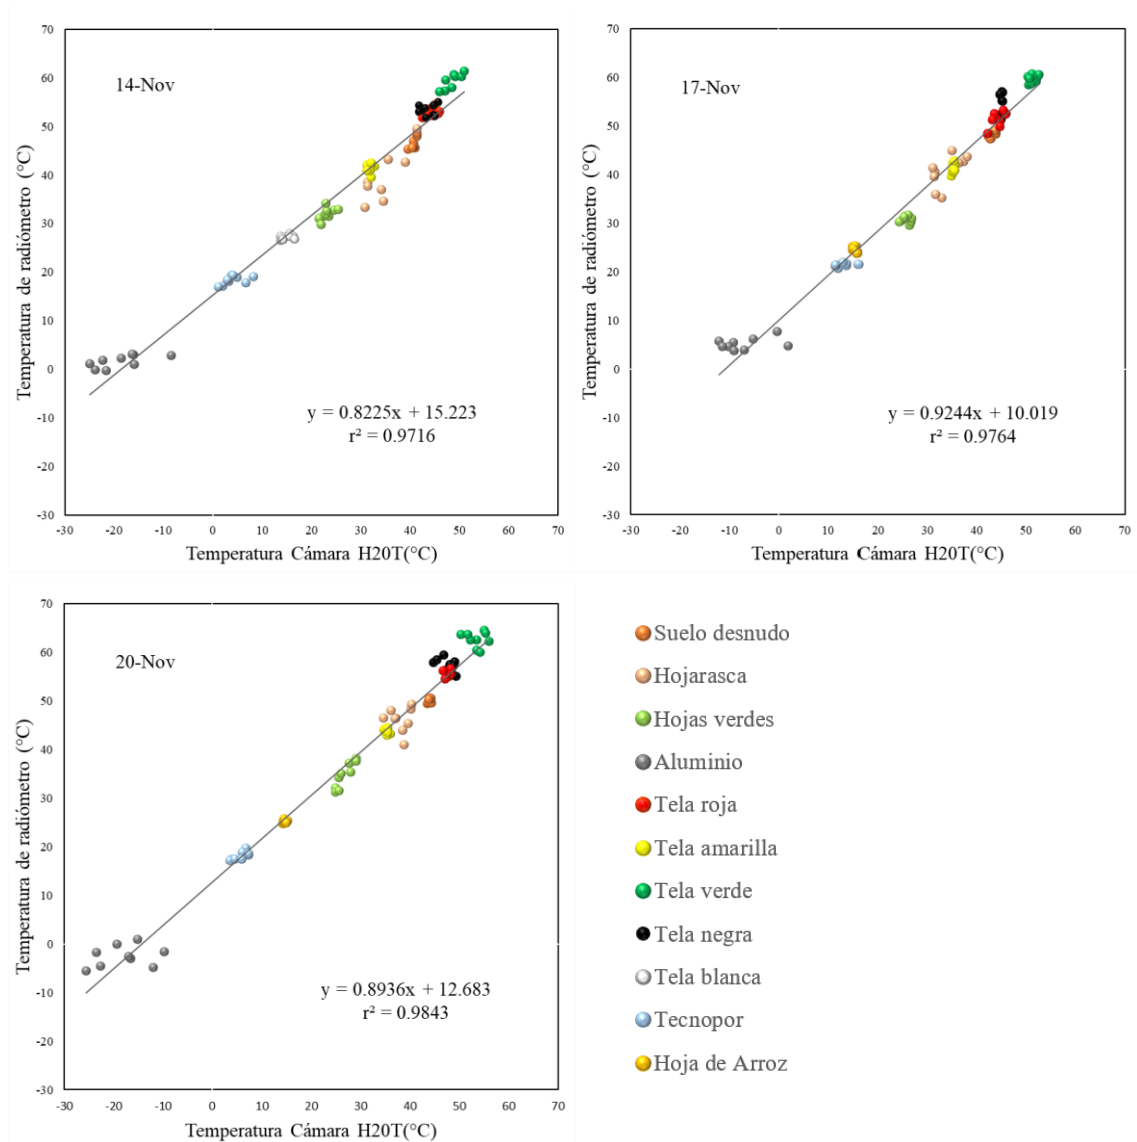 70
60
50
40
30
20
10
0
-10
-20
-30
-30 -20 -10 0 10 20 30 40 50 60 70
Temperatura de radiómetro (°C)
Temperatura Cámara H20T(°C)
14-Nov
y = 0.8225x + 15.223
r² = 0.9716
70
60
50
40
30
20
10
0
-10
-20
-30
-30 -20 -10 0 10 20 30 40 50 60 70
Temperatura de radiómetro (°C)
Temperatura Cámara H20T(°C)
17-Nov
y = 0.9244x + 10.019
r² = 0.9764
70
60
50
40
30
20
10
0
-10
-20
-30
-30 -20 -10 0 10 20 30 40 50 60 70
Temperatura de radiómetro (°C)
Temperatura Cámara H20T(°C)
20-Nov
y = 0.8936x + 12.683
r² = 0.9843
Suelo desnudo
Hojarasca
Hojas verdes
Aluminio
Tela roja
Tela amarilla
Tela verde
Tela negra
Tela blanca
Tecnopor
Hoja de Arroz